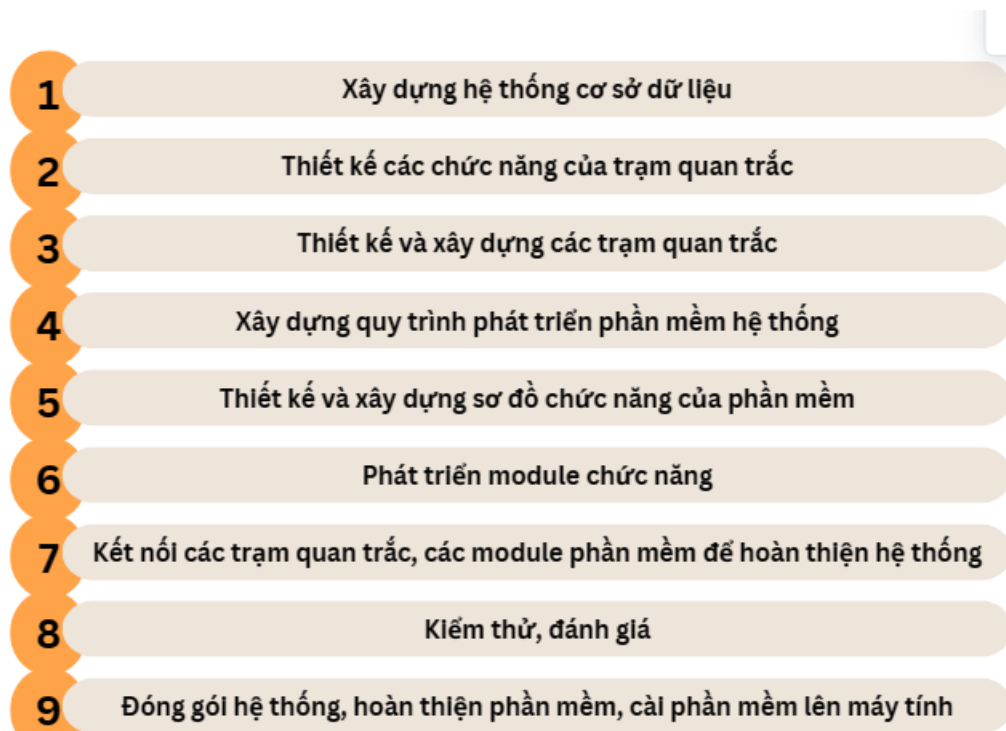 1 Xây dựng hệ thống cơ sở dữ liệu
2 Thiết kế các chức năng của trạm quan trắc
3 Thiết kế và xây dựng các trạm quan trắc
4 Xây dựng quy trình phát triển phần mềm hệ thống
5 Thiết kế và xây dựng sơ đồ chức năng của phần mềm
6 Phát triển module chức năng
7 Kết nối các trạm quan trắc, các module phần mềm để hoàn thiện hệ thống
8 Kiểm thử, đánh giá
9 Đóng gói hệ thống, hoàn thiện phần mềm, cài phần mềm lên máy tính